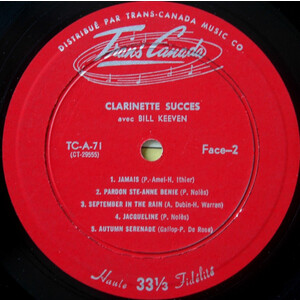 DISTRIBUÉ PAR TRANS-CANADA MUSIC CO
Trans Canada
CLARINETTE SUCCES
avec BILL KEEVEN
TC-A-71
(CT-29555)
Face-2
1. JAMAIS (P.-Amel-H. Ithier)
2. PARDON STE-ANNE BENIE (P. Nolès)
3. SEPTEMBER IN THE RAIN (A. Dubin-H. Warren)
4. JACQUELINE (P. Nolès)
5. AUTUMN SERENADE (Gallop-P. De Rose)
Haute 33⅓ Fidélité